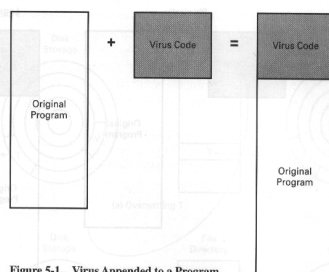 +
Virus Code
=
Virus Code
Original
Program
Original
Program
Figure 5-1 Virus Appended to a Program